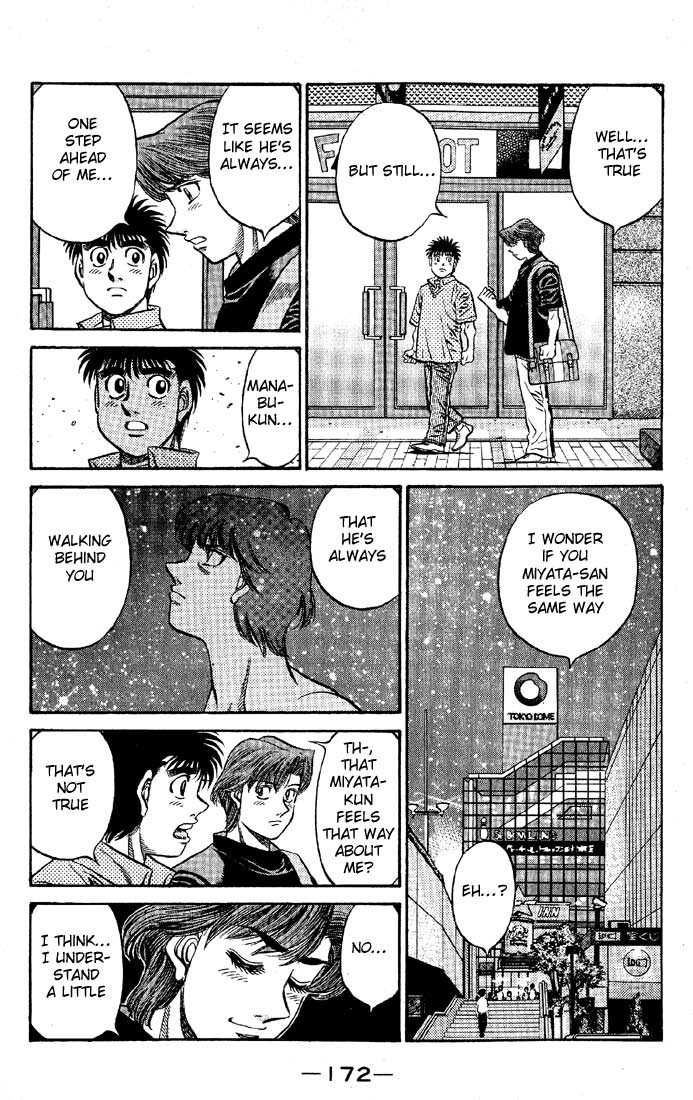 WELL...
THAT'S
TRUE
BUT STILL...
OT
IT SEEMS
LIKE HE'S
ALWAYS...
ONE
STEP
AHEAD
OF ME...
MANA-
BU-
KUN...
I WONDER
IF YOU
MIYATA-SAN
FEELS THE
SAME WAY
TOKYO DOME
EH...?
INN
THAT
HE'S
ALWAYS
WALKING
BEHIND
YOU
TH-,
THAT
MIYATA-
KUN
FEELS
THAT WAY
ABOUT
ME?
THAT'S
NOT
TRUE
NO...
I THINK...
I UNDER-
STAND
A LITTLE
—172—